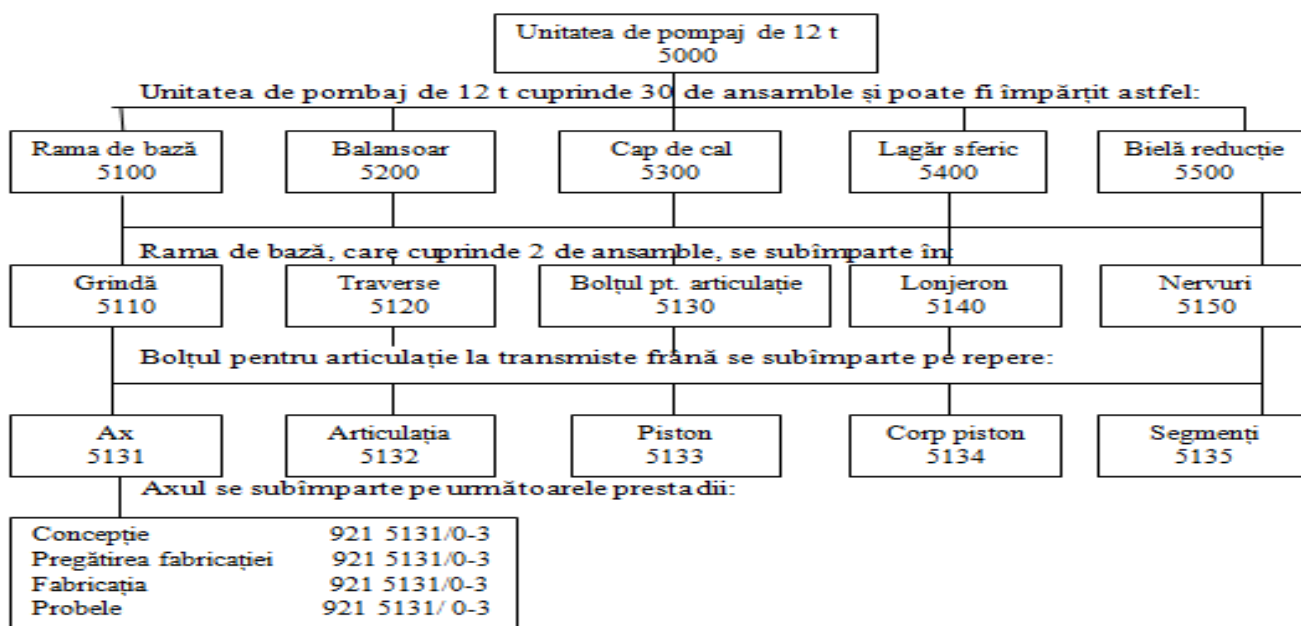 Unitatea de pompaj de 12 t
5000
Unitatea de pombaj de 12 t cuprinde 30 de ansamble și poate fi împărțit astfel:
Rama de bază
5100
Balansoar
5200
Cap de cal
5300
Lagăr sferic
5400
Bielă reducție
5500
Rama de bază, care cuprinde 2 de ansamble, se subîmparte în:
Grindă
5110
Traverse
5120
Bolțul pt. articulație
5130
Lonjeron
5140
Nervuri
5150
Bolțul pentru articulație la transmiste frână se subîmparte pe repere:
Ax
5131
Articulația
5132
Piston
5133
Corp piston
5134
Segmenți
5135
Axul se subîmparte pe următoarele prestadii:
Concepție 921 5131/0-3
Pregătirea fabricației 921 5131/0-3
Fabricația 921 5131/0-3
Probele 921 5131/ 0-3